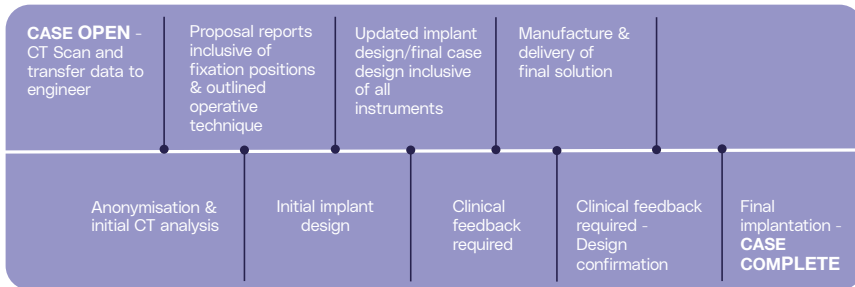 CASE OPEN -
CT Scan and
transfer data to
engineer
Proposal reports
inclusive of
fixation positions
& outlined
operative
technique
Updated implant
design/final case
design inclusive
of all
instruments
Manufacture &
delivery of
final solution
Anonymisation &
initial CT analysis
Initial implant
design
Clinical
feedback
required
Clinical feedback
required -
Design
confirmation
Final
implantation -
CASE
COMPLETE